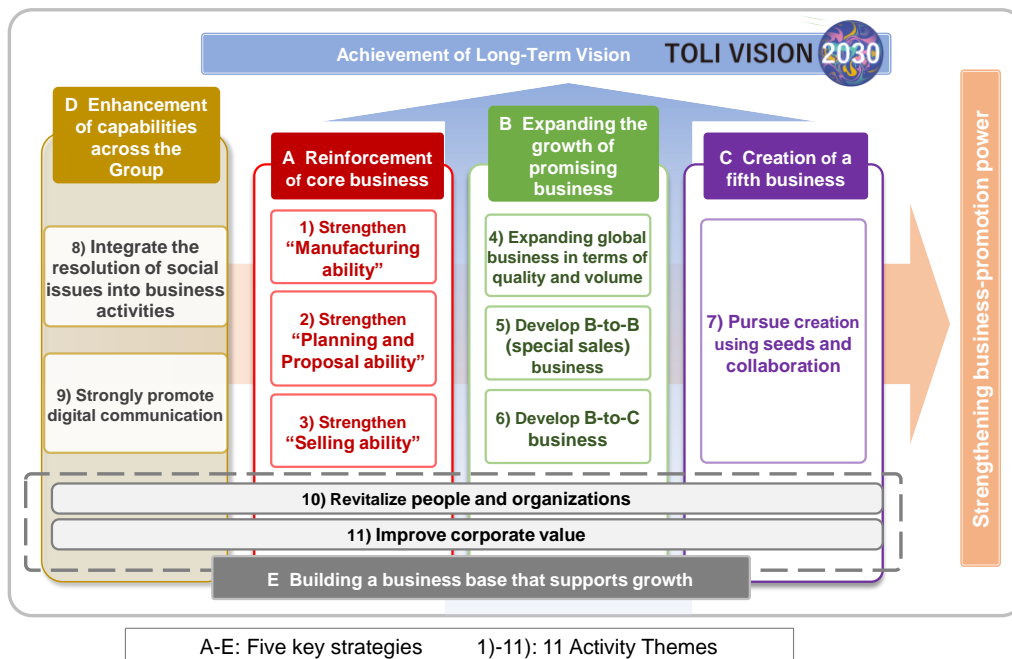 Achievement of Long-Term Vision
TOLI VISION 2030
D Enhancement
of capabilities
across the
Group
8) Integrate the
resolution of social
issues into business
activities
9) Strongly promote
digital communication
A Reinforcement
of core business
1) Strengthen
“Manufacturing
ability”
2) Strengthen
“Planning and
Proposal ability”
3) Strengthen
“Selling ability”
B Expanding the
growth of
promising
business
4) Expanding global
business in terms of
quality and volume
5) Develop B-to-B
(special sales)
business
6) Develop B-to-C
business
C Creation of a
fifth business
7) Pursue creation
using seeds and
collaboration
10) Revitalize people and organizations
11) Improve corporate value
E Building a business base that supports growth
Strengthening business-promotion power
A-E: Five key strategies 1)-11): 11 Activity Themes